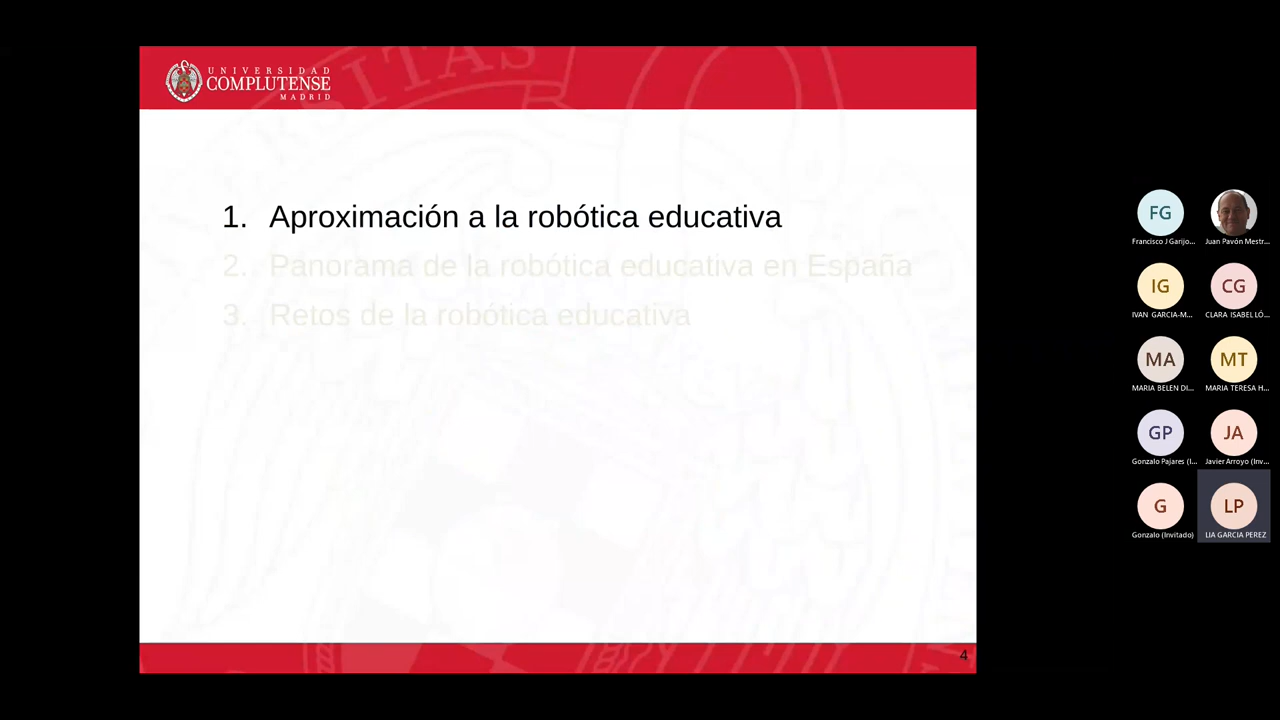 UNIVERSIDAD
COMPLUTENSE
MADRID
1. Aproximación a la robótica educativa
2. Panorama de la robótica educativa en España
3. Retos de la robótica educativa
4
FG
Francisco J Garijo...
Juan Pavón Mestr...
IG
IVAN GARCIA-M...
CG
CLARA ISABEL LÓ...
MA
MARIA BELEN DI...
MT
MARIA TERESA H...
GP
Gonzalo Pajares (I...
JA
Javier Arroyo (Inv...
G
Gonzalo (Invitado)
LP
LIA GARCIA PEREZ